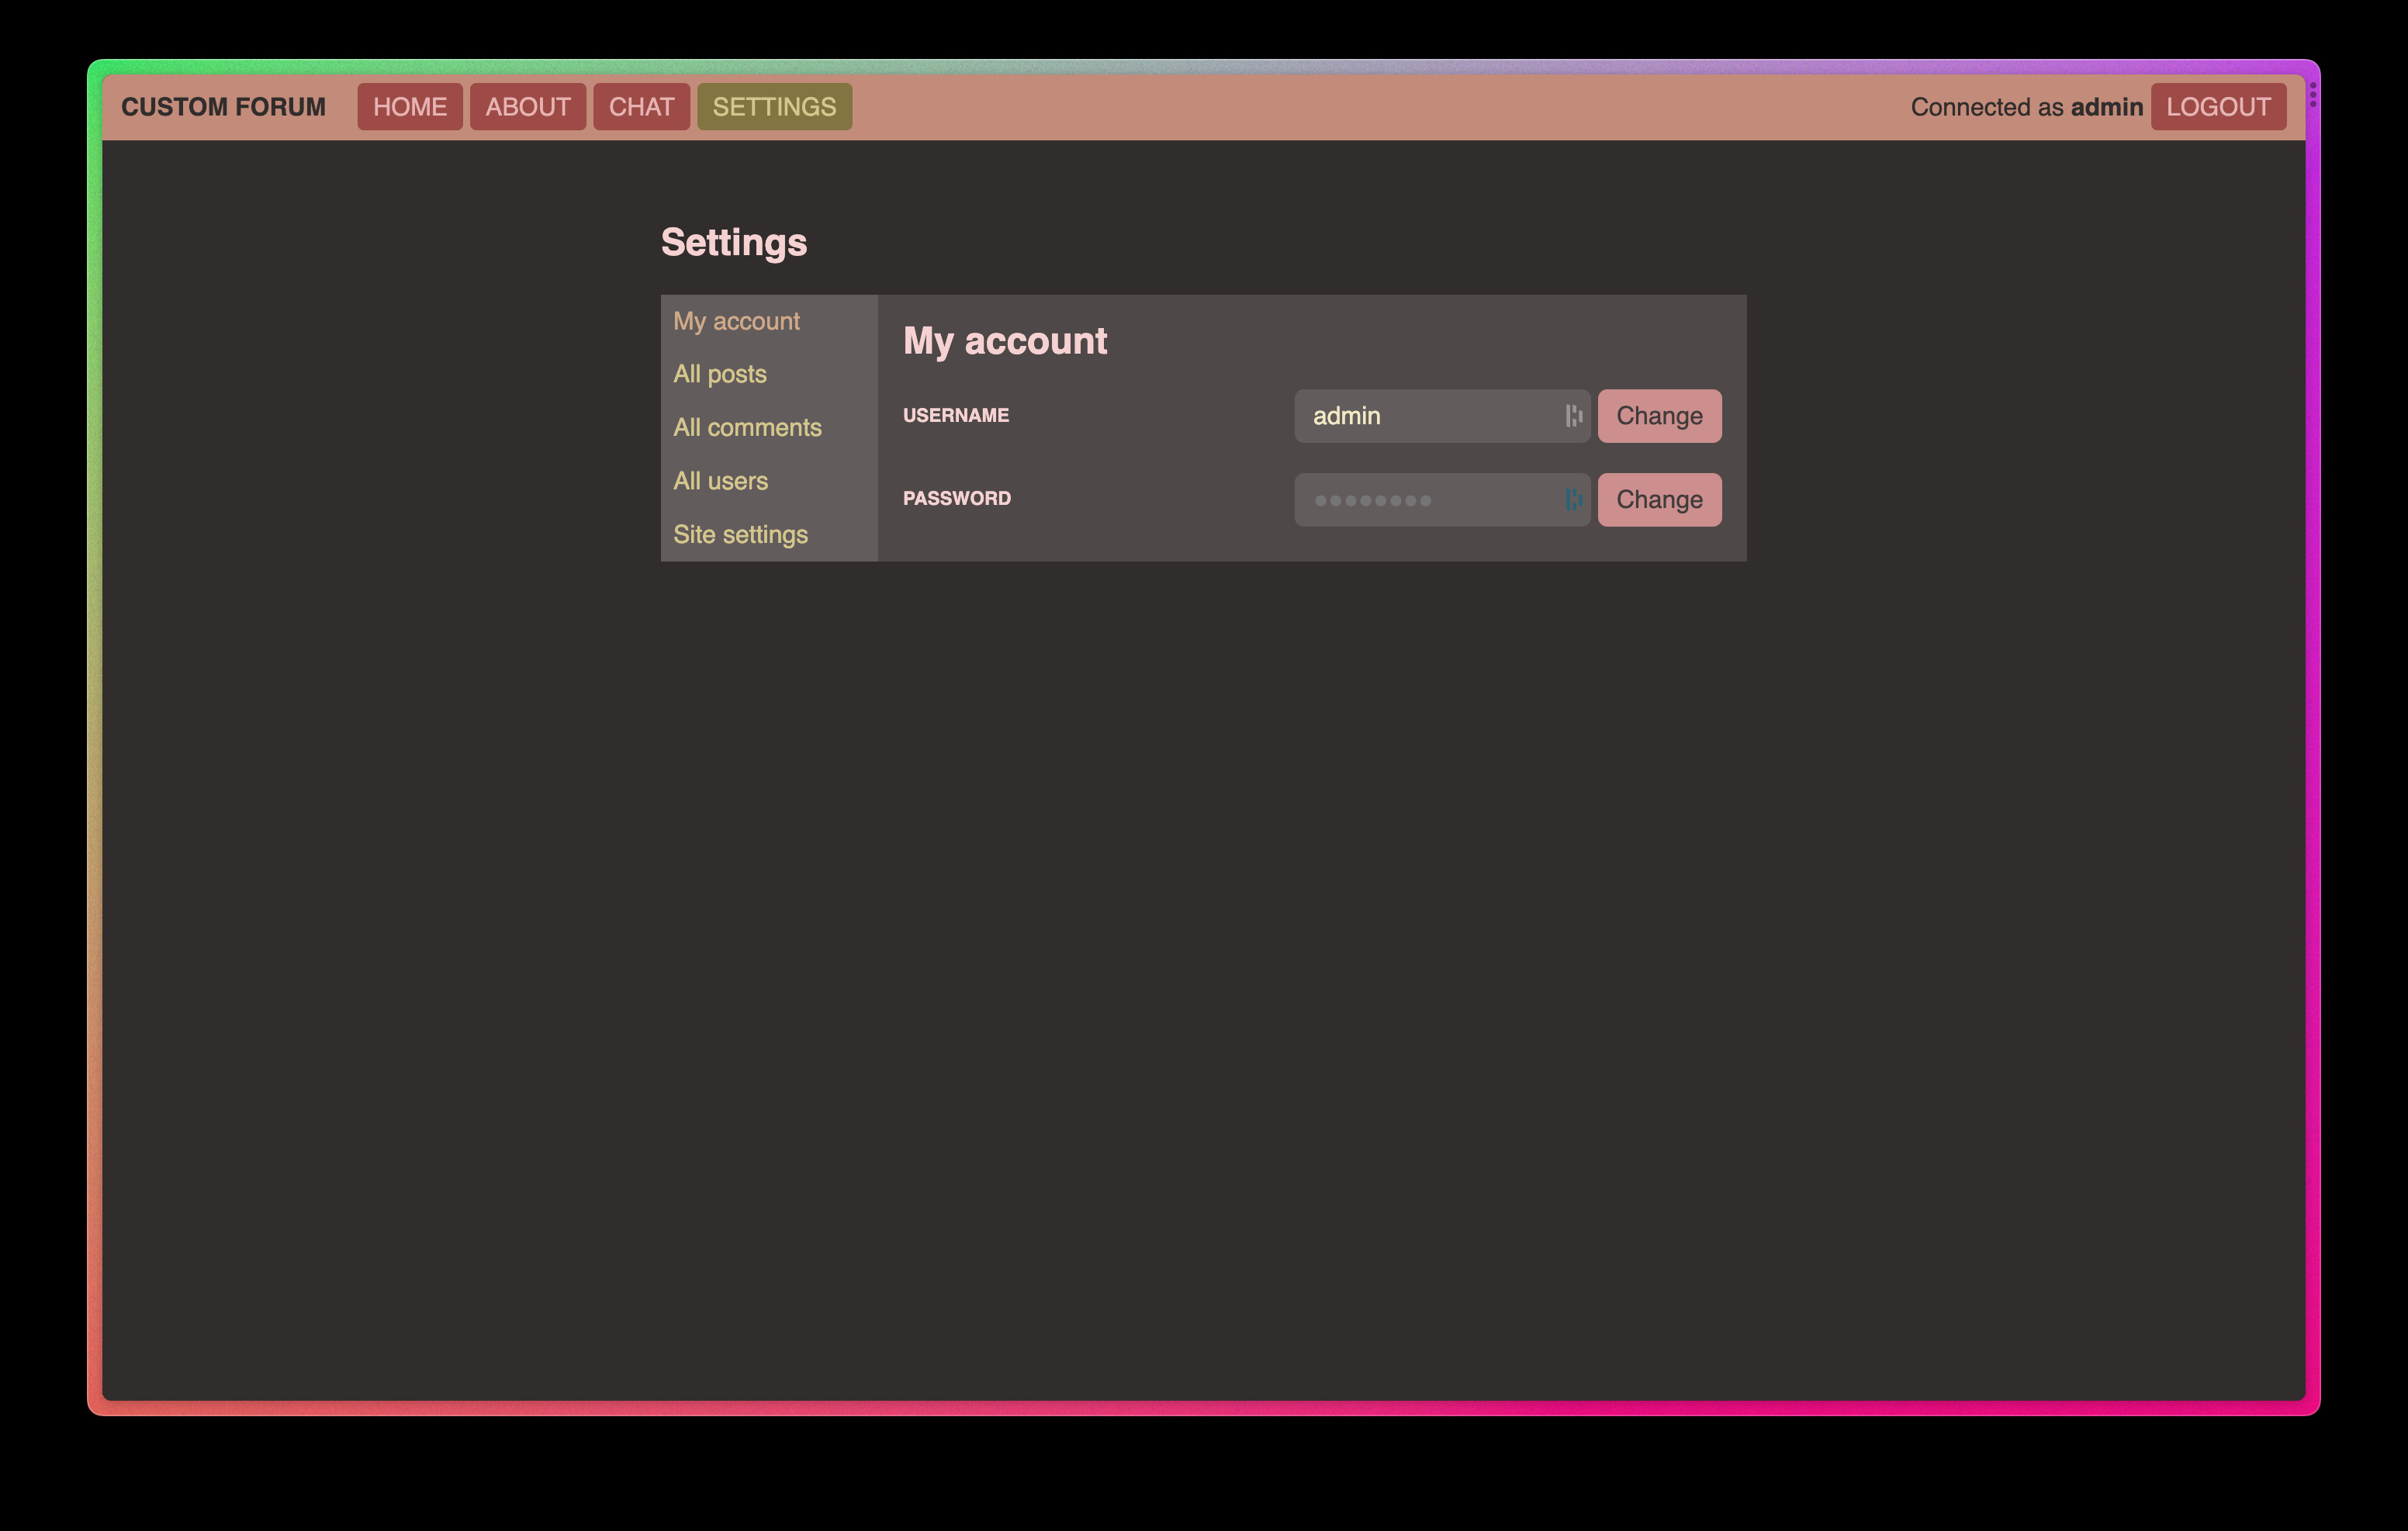 CUSTOM FORUM HOME ABOUT CHAT SETTINGS Connected as admin LOGOUT
Settings
My account
All posts
All comments
All users
Site settings
My account
USERNAME admin Change
PASSWORD Change